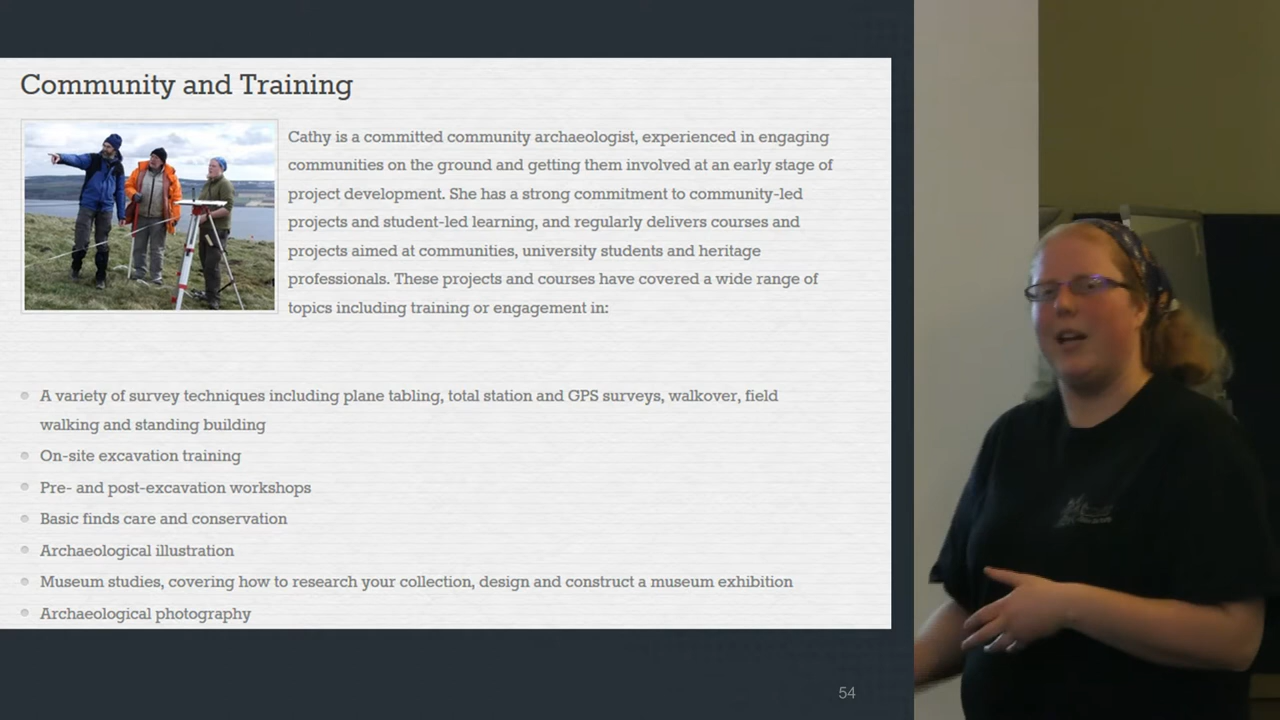 Community and Training
Cathy is a committed community archaeologist, experienced in engaging
communities on the ground and getting them involved at an early stage of
project development. She has a strong commitment to community-led
projects and student-led learning, and regularly delivers courses and
projects aimed at communities, university students and heritage
professionals. These projects and courses have covered a wide range of
topics including training or engagement in:
A variety of survey techniques including plane tabling, total station and GPS surveys, walkover, field
walking and standing building
On-site excavation training
Pre- and post-excavation workshops
Basic finds care and conservation
Archaeological illustration
Museum studies, covering how to research your collection, design and construct a museum exhibition
Archaeological photography
54